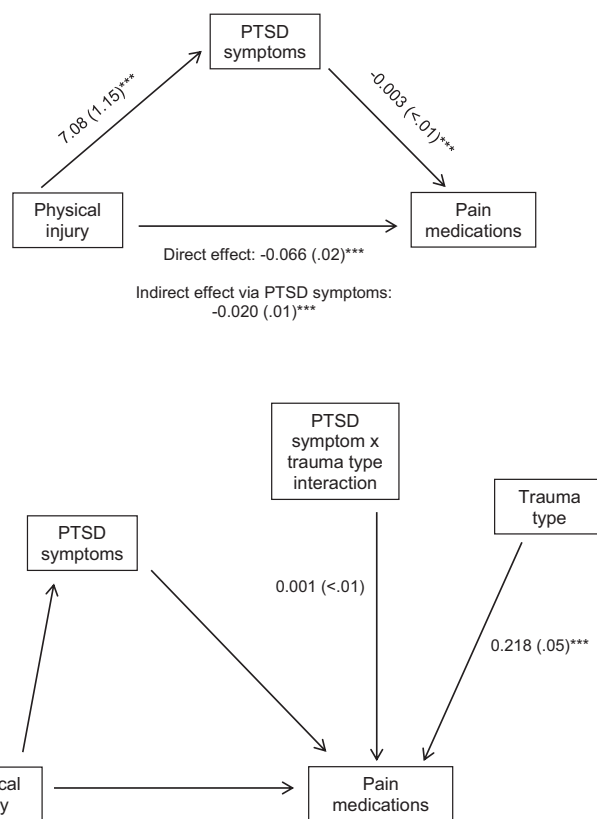 PTSD
symptoms
7.08 (1.15)***
-0.003 (<.01)***
Physical
injury
Pain
medications
Direct effect: -0.066 (.02)***
Indirect effect via PTSD symptoms:
-0.020 (.01)***
PTSD
symptom x
trauma type
interaction
Trauma
type
PTSD
symptoms
0.001 (<.01)
0.218 (.05)***
cal
y
Pain
medications